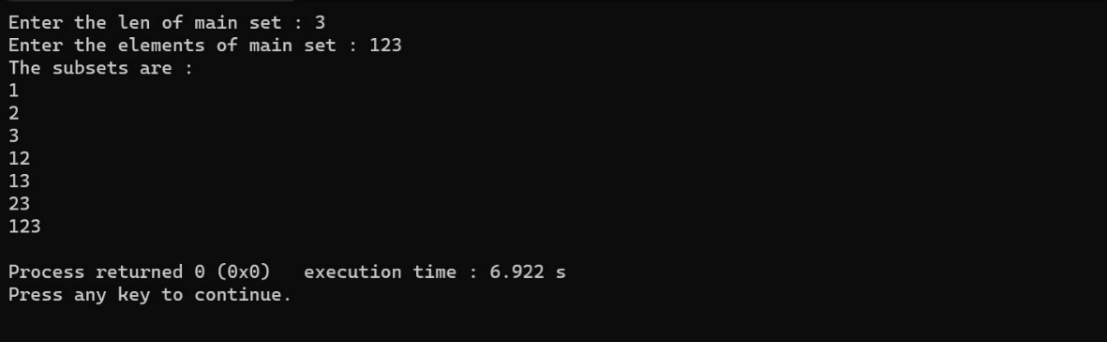 Enter the len of main set : 3
Enter the elements of main set : 123
The subsets are :
1
2
3
12
13
23
123
Process returned 0 (0x0)   execution time : 6.922 s
Press any key to continue.